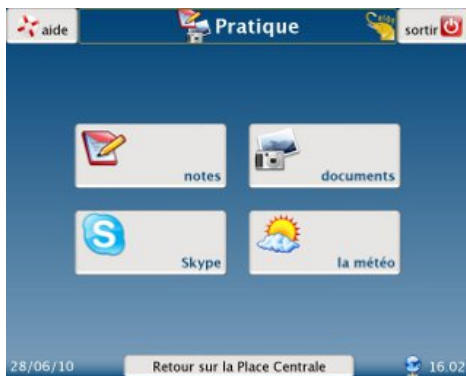 aide
Pratique
sortir
notes
documents
Skype
la météo
28/06/10
Retour sur la Place Centrale
16.02